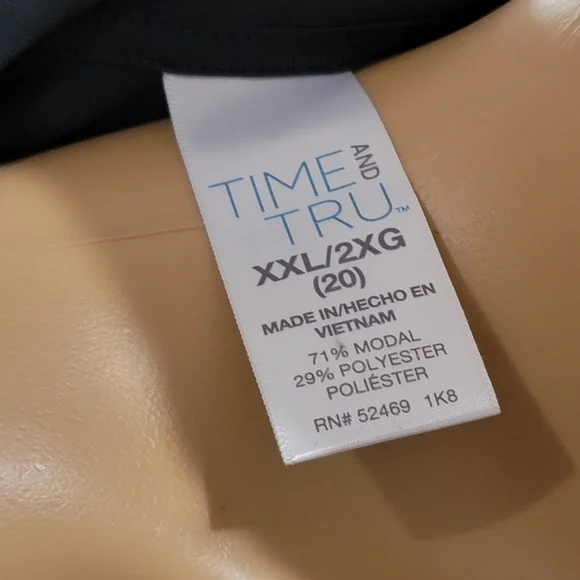 TIME AND
TRU™
XXL/2XG
(20)
MADE IN/HECHO EN
VIETNAM
71% MODAL
29% POLYESTER
POLIÉSTER
RN# 52469 1K8